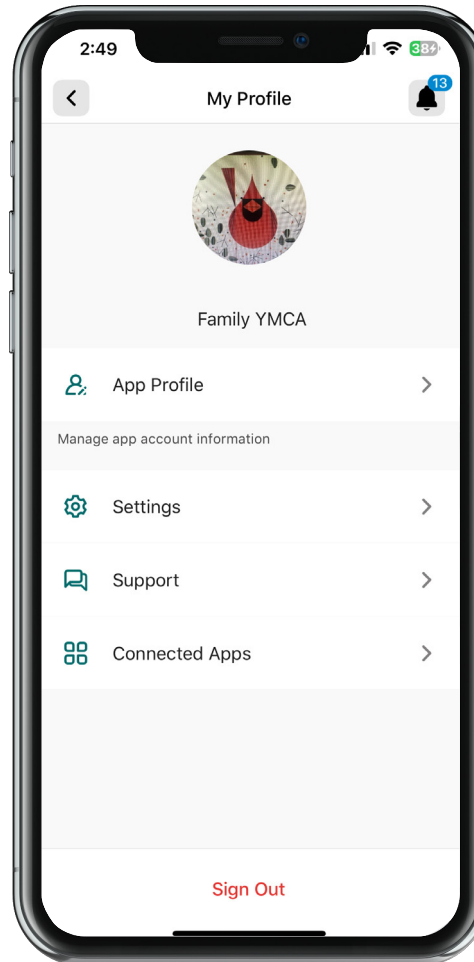 2:49
38
My Profile
13
Family YMCA
App Profile
Manage app account information
Settings
Support
Connected Apps
Sign Out